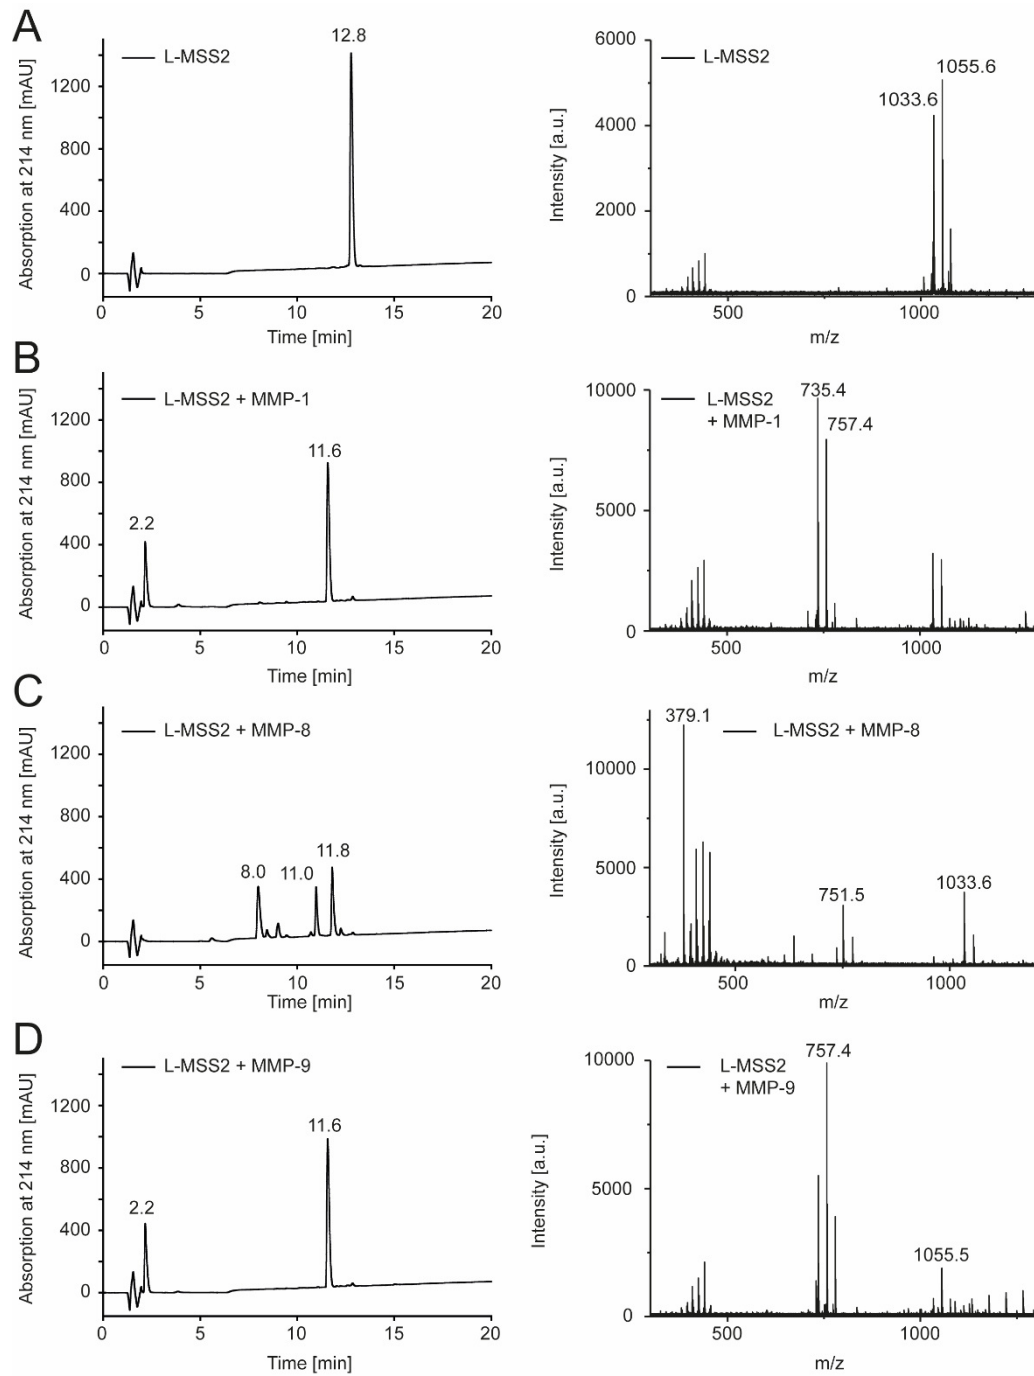 A
L-MSS2
12.8
1200
800
400
0
Absorption at 214 nm [mAU]
0 5 10 15 20
Time [min]
L-MSS2
1033.6
1055.6
6000
4000
2000
0
Intensity [a.u.]
500 1000
m/z
B
L-MSS2 + MMP-1
2.2
11.6
1200
800
400
0
Absorption at 214 nm [mAU]
0 5 10 15 20
Time [min]
L-MSS2
+ MMP-1
735.4
757.4
10000
5000
0
Intensity [a.u.]
500 1000
m/z
C
L-MSS2 + MMP-8
8.0
11.0
11.8
1200
800
400
0
Absorption at 214 nm [mAU]
0 5 10 15 20
Time [min]
L-MSS2 + MMP-8
379.1
751.5
1033.6
10000
5000
0
Intensity [a.u.]
500 1000
m/z
D
L-MSS2 + MMP-9
2.2
11.6
1200
800
400
0
Absorption at 214 nm [mAU]
0 5 10 15 20
Time [min]
L-MSS2
+ MMP-9
757.4
1055.5
10000
5000
0
Intensity [a.u.]
500 1000
m/z